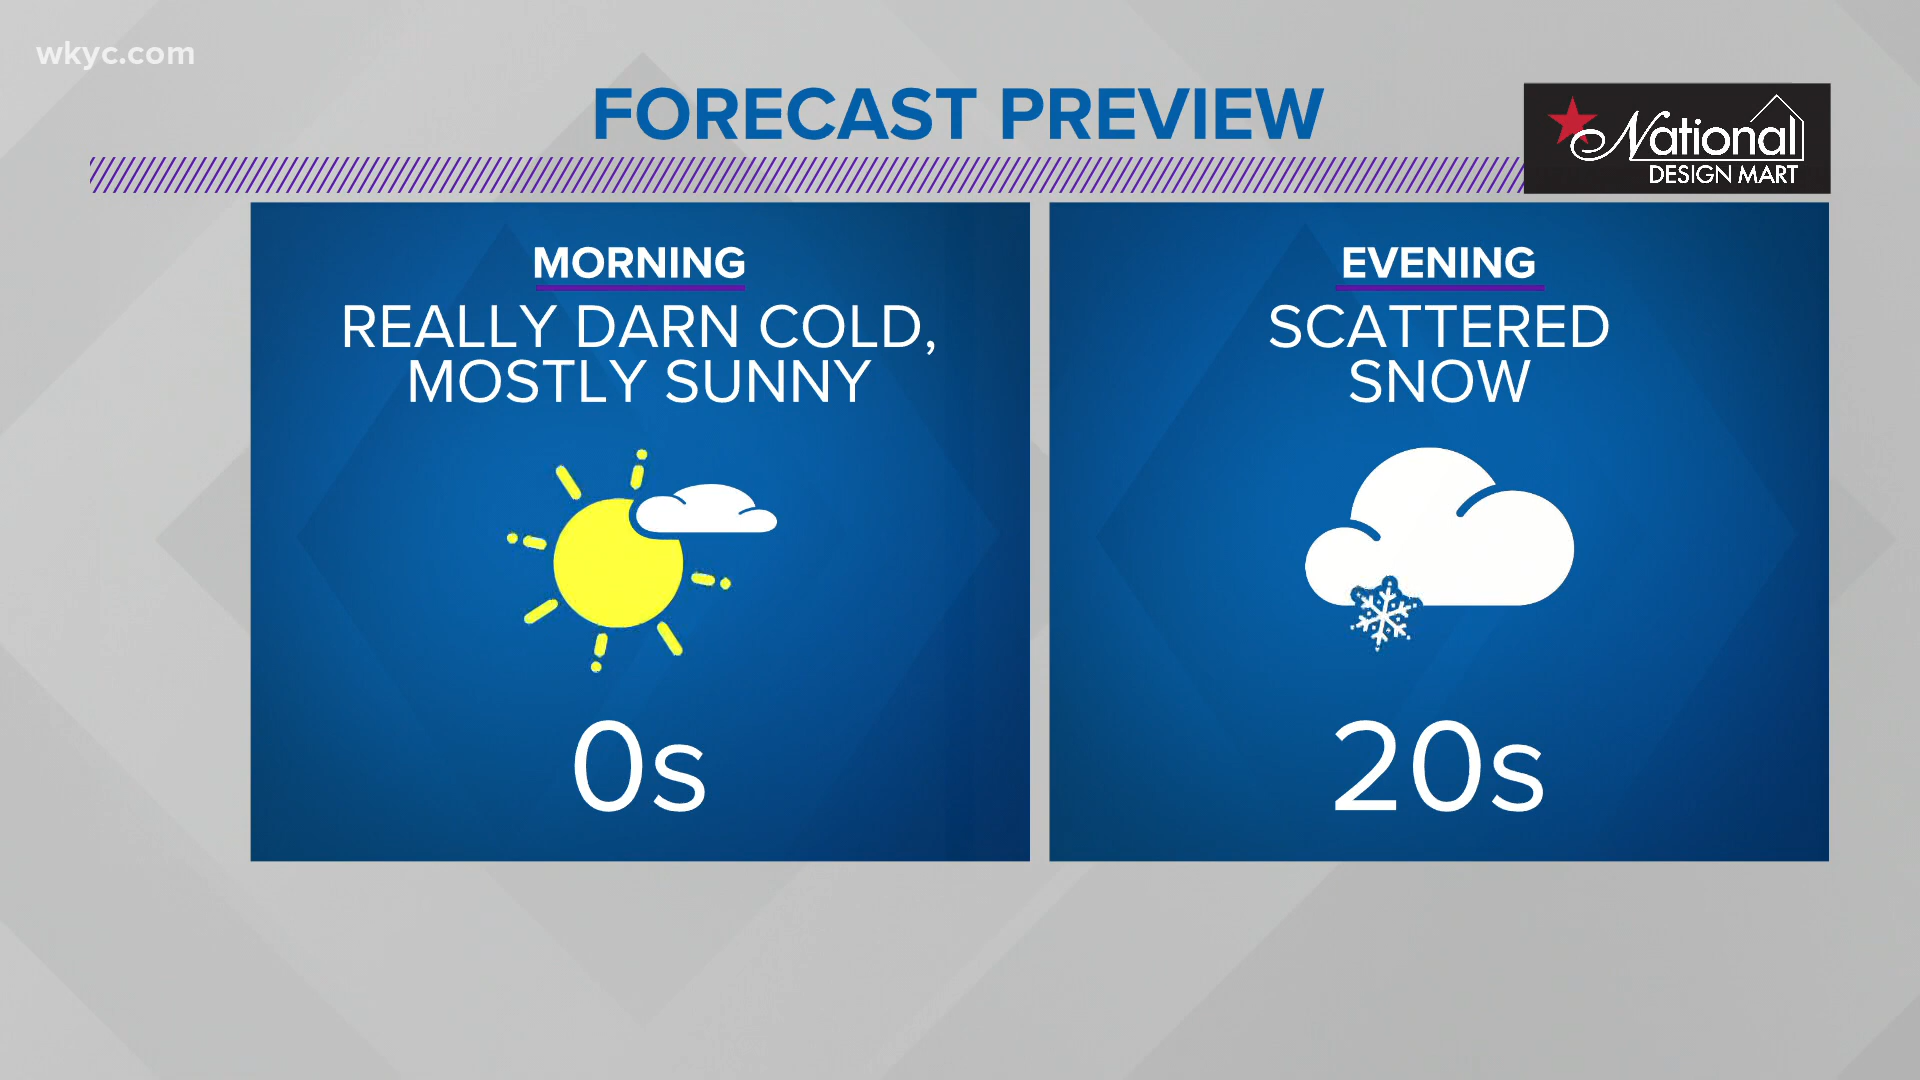 wkyc.com
FORECAST PREVIEW
National
DESIGN MART
MORNING
REALLY DARN COLD,
MOSTLY SUNNY
0s
EVENING
SCATTERED
SNOW
20s